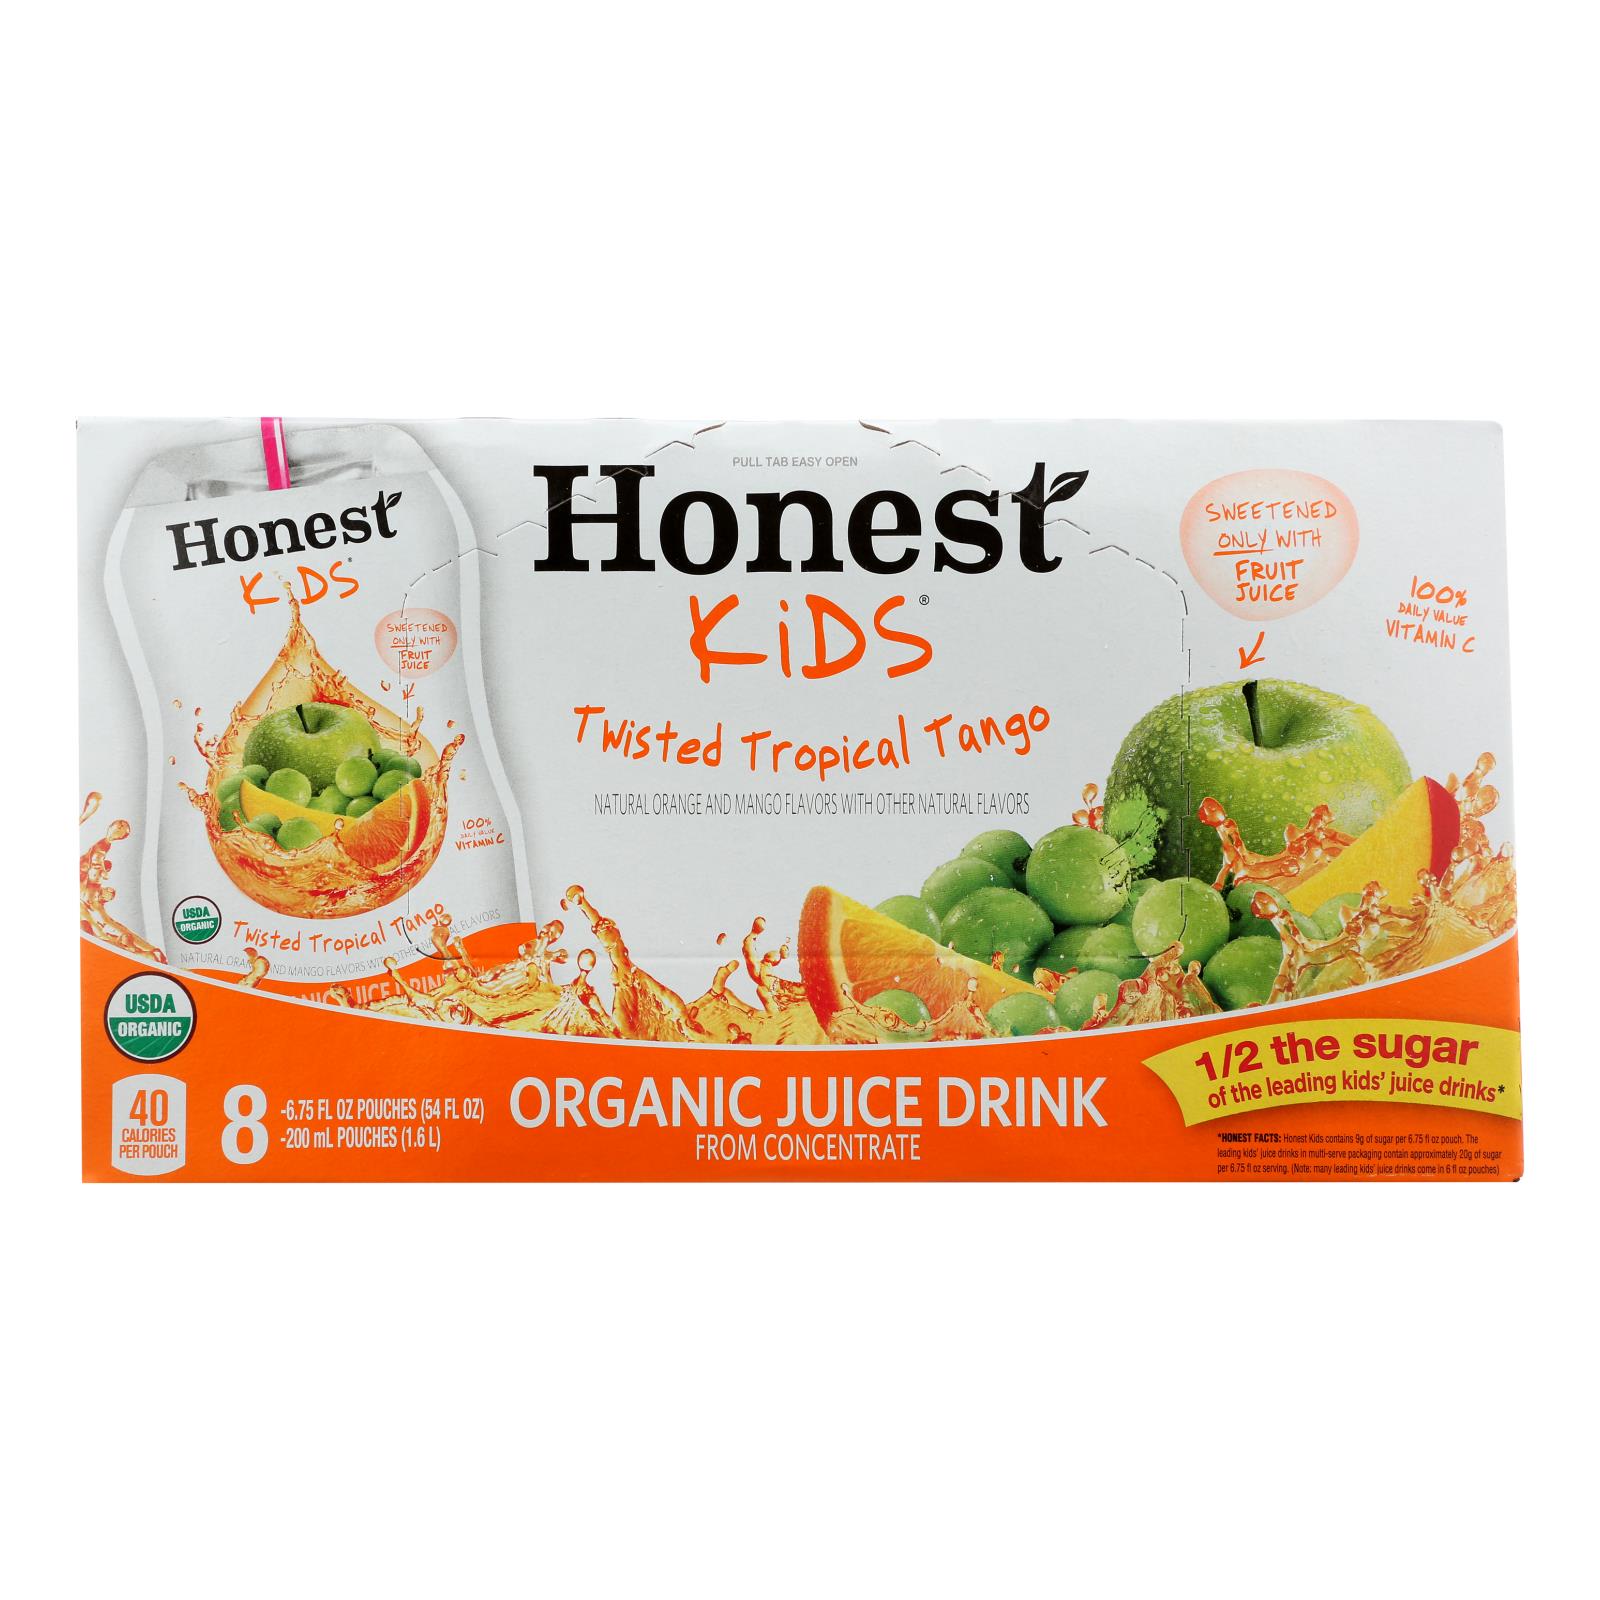 PULL TAB EASY OPEN
Honest
KiDS®
Twisted Tropical Tango
NATURAL ORANGE AND MANGO FLAVORS WITH OTHER NATURAL FLAVORS
SWEETENED
ONLY WITH
FRUIT
JUICE
100%
DAILY VALUE
VITAMIN C
Honest
KiDS®
SWEETENED
ONLY WITH
FRUIT
JUICE
100%
DAILY VALUE
VITAMIN C
USDA
ORGANIC
Twisted Tropical Tango
NATURAL AND MANGO FLAVORS FLAVORS
JUICE
USDA
ORGANIC
40
CALORIES
PER POUCH
8
-6.75 FL OZ POUCHES (54 FL OZ)
-200 mL POUCHES (1.6 L)
ORGANIC JUICE DRINK
FROM CONCENTRATE
1/2 the sugar
of the leading kids' juice drinks*
*HONEST FACTS: Honest Kids contains 9g of sugar per 6.75 fl oz pouch. The
leading kids' juice drinks in multi-serve packaging contain approximately 20g of sugar
per 6.75 fl oz serving. (Note: many leading kids' juice drinks come in 6 fl oz pouches)